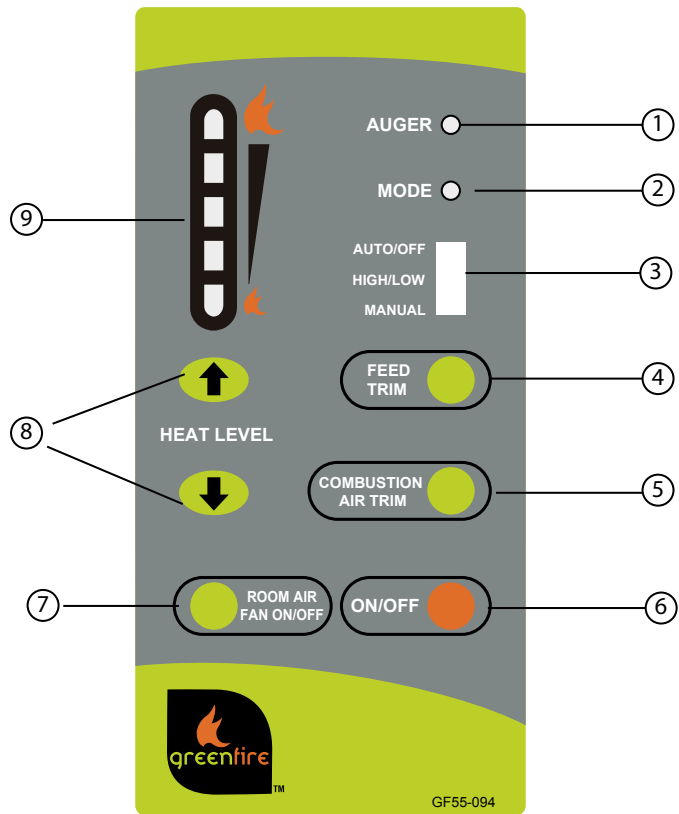 AUGER
1
MODE
2
9
AUTO/OFF
HIGH/LOW
MANUAL
3
FEED
TRIM
4
8
HEAT LEVEL
COMBUSTION
AIR TRIM
5
7
ROOM AIR
FAN ON/OFF
ON/OFF
6
greenfire
TM
GF55-094